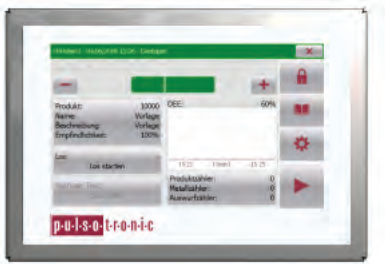 − +
Produkt: 10000
Name: Vorlage
Beschreibung: Vorlage
Empfindlichkeit: 100%
OEE: 60%
Los:
Los starten
Produktzähler: 0
Metallzähler: 0
Auswurfzähler: 0
p·u·l·s·o·t·r·o·n·i·c